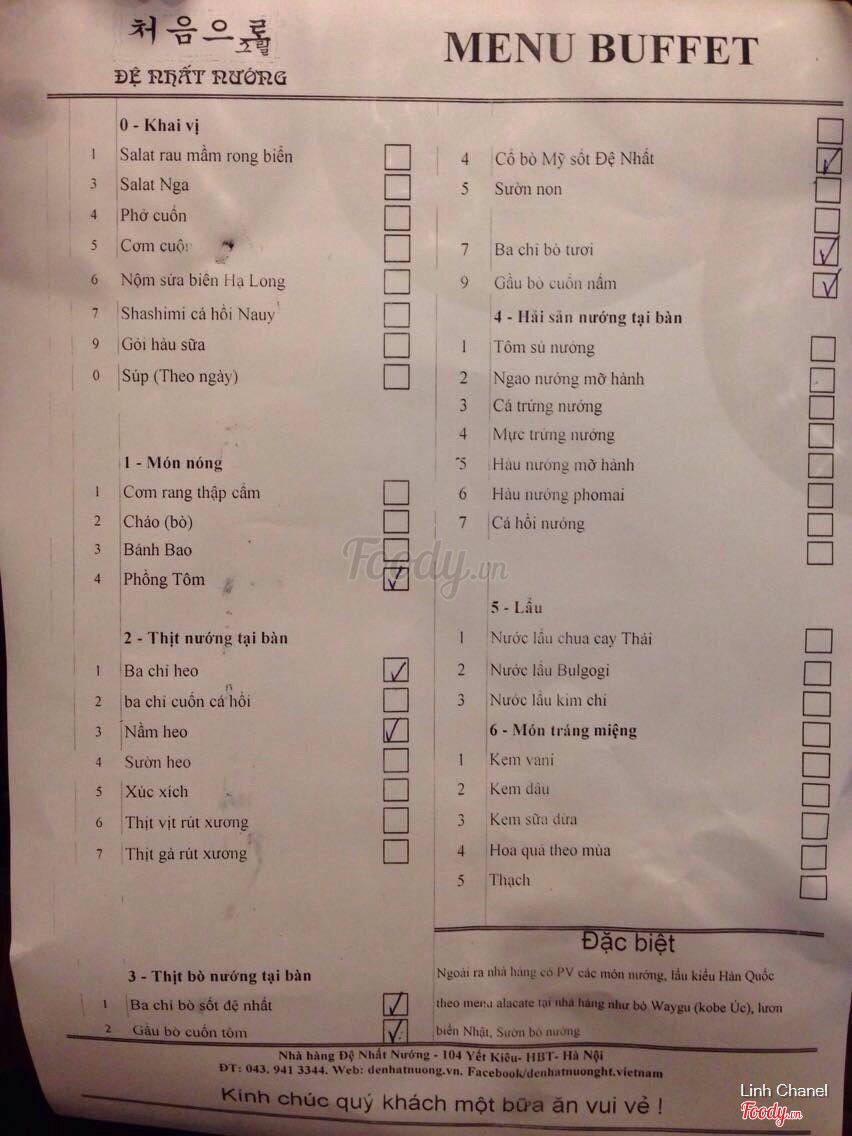 처음으로
그릴
ĐỆ NHẤT NƯỚNG
MENU BUFFET
0 - Khai vị
1 Salat rau mầm rong biển
3 Salat Nga
4 Phở cuốn
5 Cơm cuộn
6 Nộm sứa biển Hạ Long
7 Shashimi cá hồi Nauy
9 Gỏi hàu sữa
0 Súp (Theo ngày)
1 - Món nóng
1 Cơm rang thập cẩm
2 Cháo (bò)
3 Bánh Bao
4 Phồng Tôm
2 - Thịt nướng tại bàn
1 Ba chỉ heo
2 ba chỉ cuốn cá hồi
3 Nầm heo
4 Sườn heo
5 Xúc xích
6 Thịt vịt rút xương
7 Thịt gà rút xương
3 - Thịt bò nướng tại bàn
1 Ba chỉ bò sốt đệ nhất
2 Gầu bò cuốn tôm
4 Cổ bò Mỹ sốt Đệ Nhất
5 Sườn non
7 Ba chỉ bò tươi
9 Gầu bò cuốn nấm
4 - Hải sản nướng tại bàn
1 Tôm sú nướng
2 Ngao nướng mỡ hành
3 Cá trứng nướng
4 Mực trứng nướng
5 Hàu nướng mỡ hành
6 Hàu nướng phomai
7 Cá hồi nướng
5 - Lẩu
1 Nước lẩu chua cay Thái
2 Nước lẩu Bulgogi
3 Nước lẩu kim chi
6 - Món tráng miệng
1 Kem vani
2 Kem dâu
3 Kem sữa dừa
4 Hoa quả theo mùa
5 Thạch
Đặc biệt
Ngoài ra nhà hàng có PV các món nướng, lẩu kiểu Hàn Quốc
theo menu alacate tại nhà hàng như bò Waygu (kobe Úc), lươn
biển Nhật, Sườn bò nướng
Nhà hàng Đệ Nhất Nướng - 104 Yết Kiêu- HBT- Hà Nội
ĐT: 043. 941 3344. Web: denhatnuong.vn. Facebook/denhatnuonght.vietnam
Kính chúc quý khách một bữa ăn vui vẻ !
Foody.vn
Linh Chanel
Foody.vn